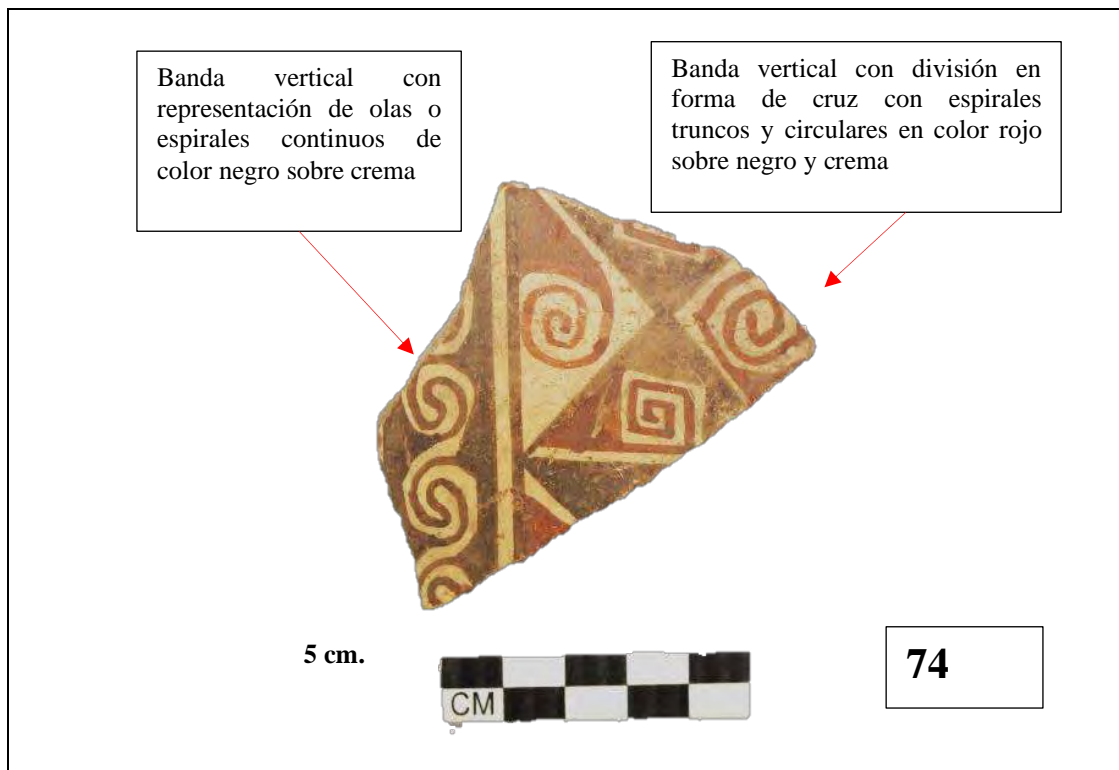 Banda vertical con
representación de olas o
espirales continuos de
color negro sobre crema
Banda vertical con división en
forma de cruz con espirales
truncos y circulares en color rojo
sobre negro y crema
5 cm.
CM
74